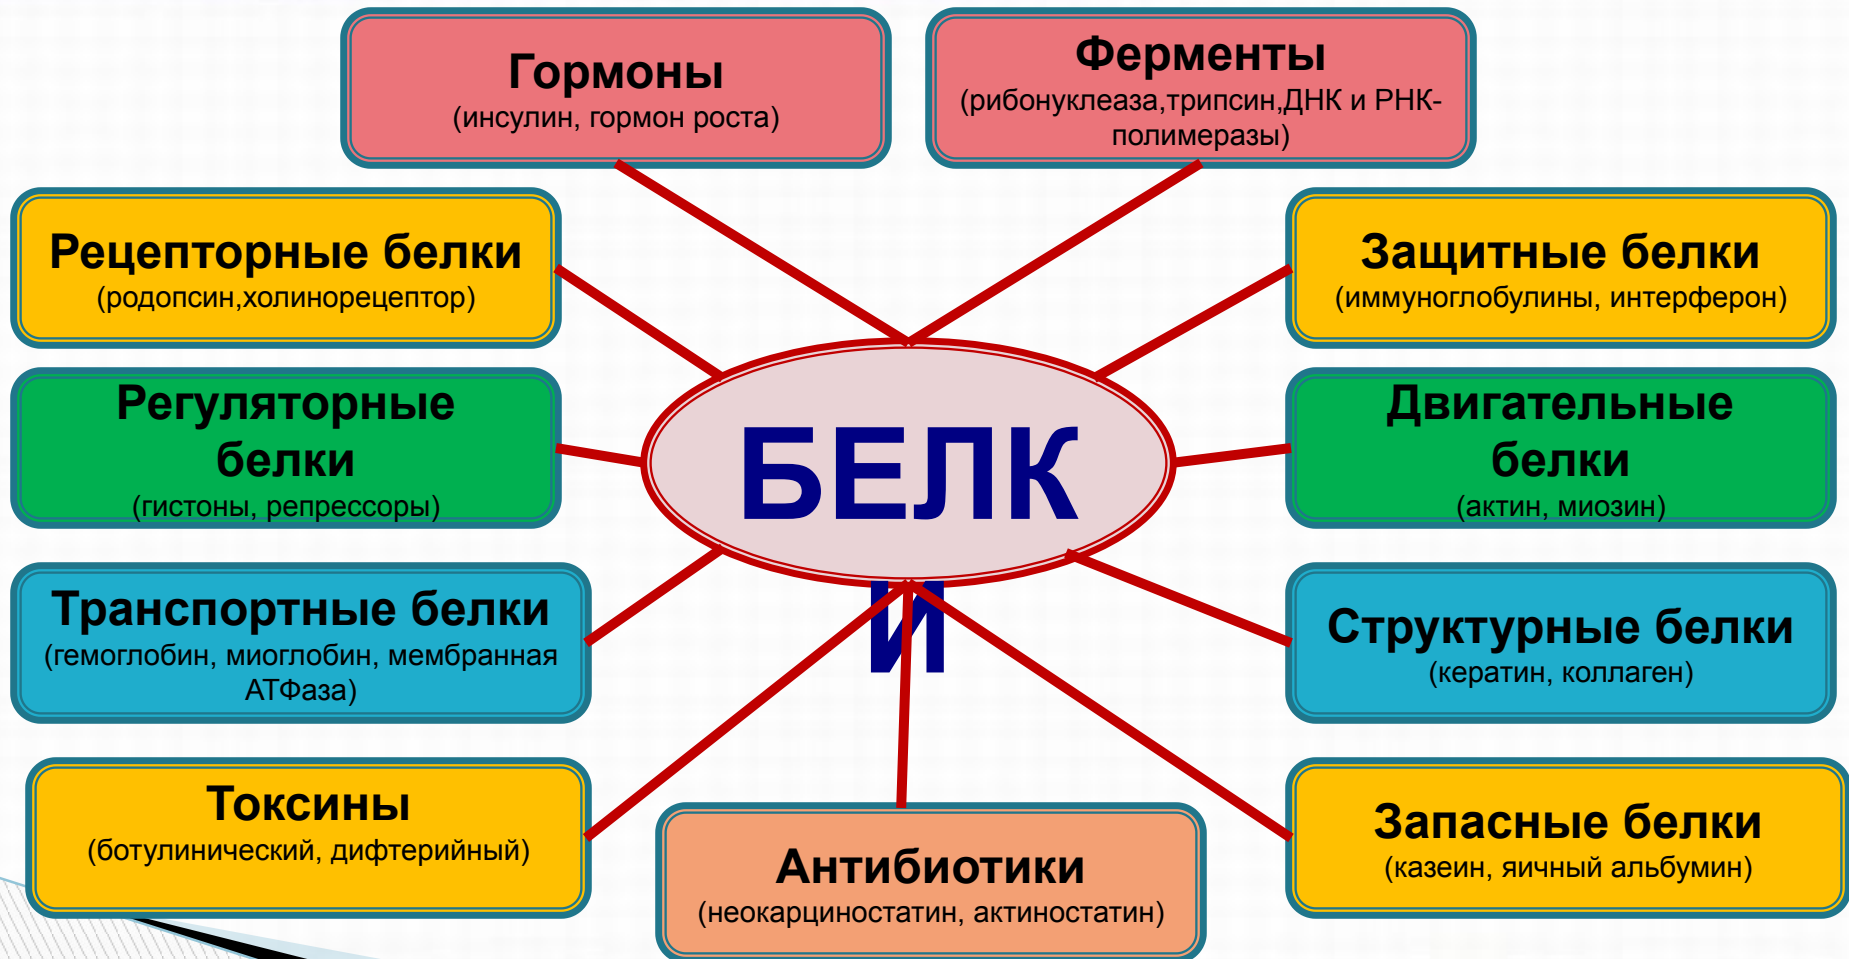 Гормоны
(инсулин, гормон роста)
Ферменты
(рибонуклеаза,трипсин,ДНК и РНК-
полимеразы)
Рецепторные белки
(родопсин,холинорецептор)
Защитные белки
(иммуноглобулины, интерферон)
Регуляторные
белки
(гистоны, репрессоры)
БЕЛК
И
Двигательные
белки
(актин, миозин)
Транспортные белки
(гемоглобин, миоглобин, мембранная
АТФаза)
Структурные белки
(кератин, коллаген)
Токсины
(ботулинический, дифтерийный)
Антибиотики
(неокарциностатин, актиностатин)
Запасные белки
(казеин, яичный альбумин)